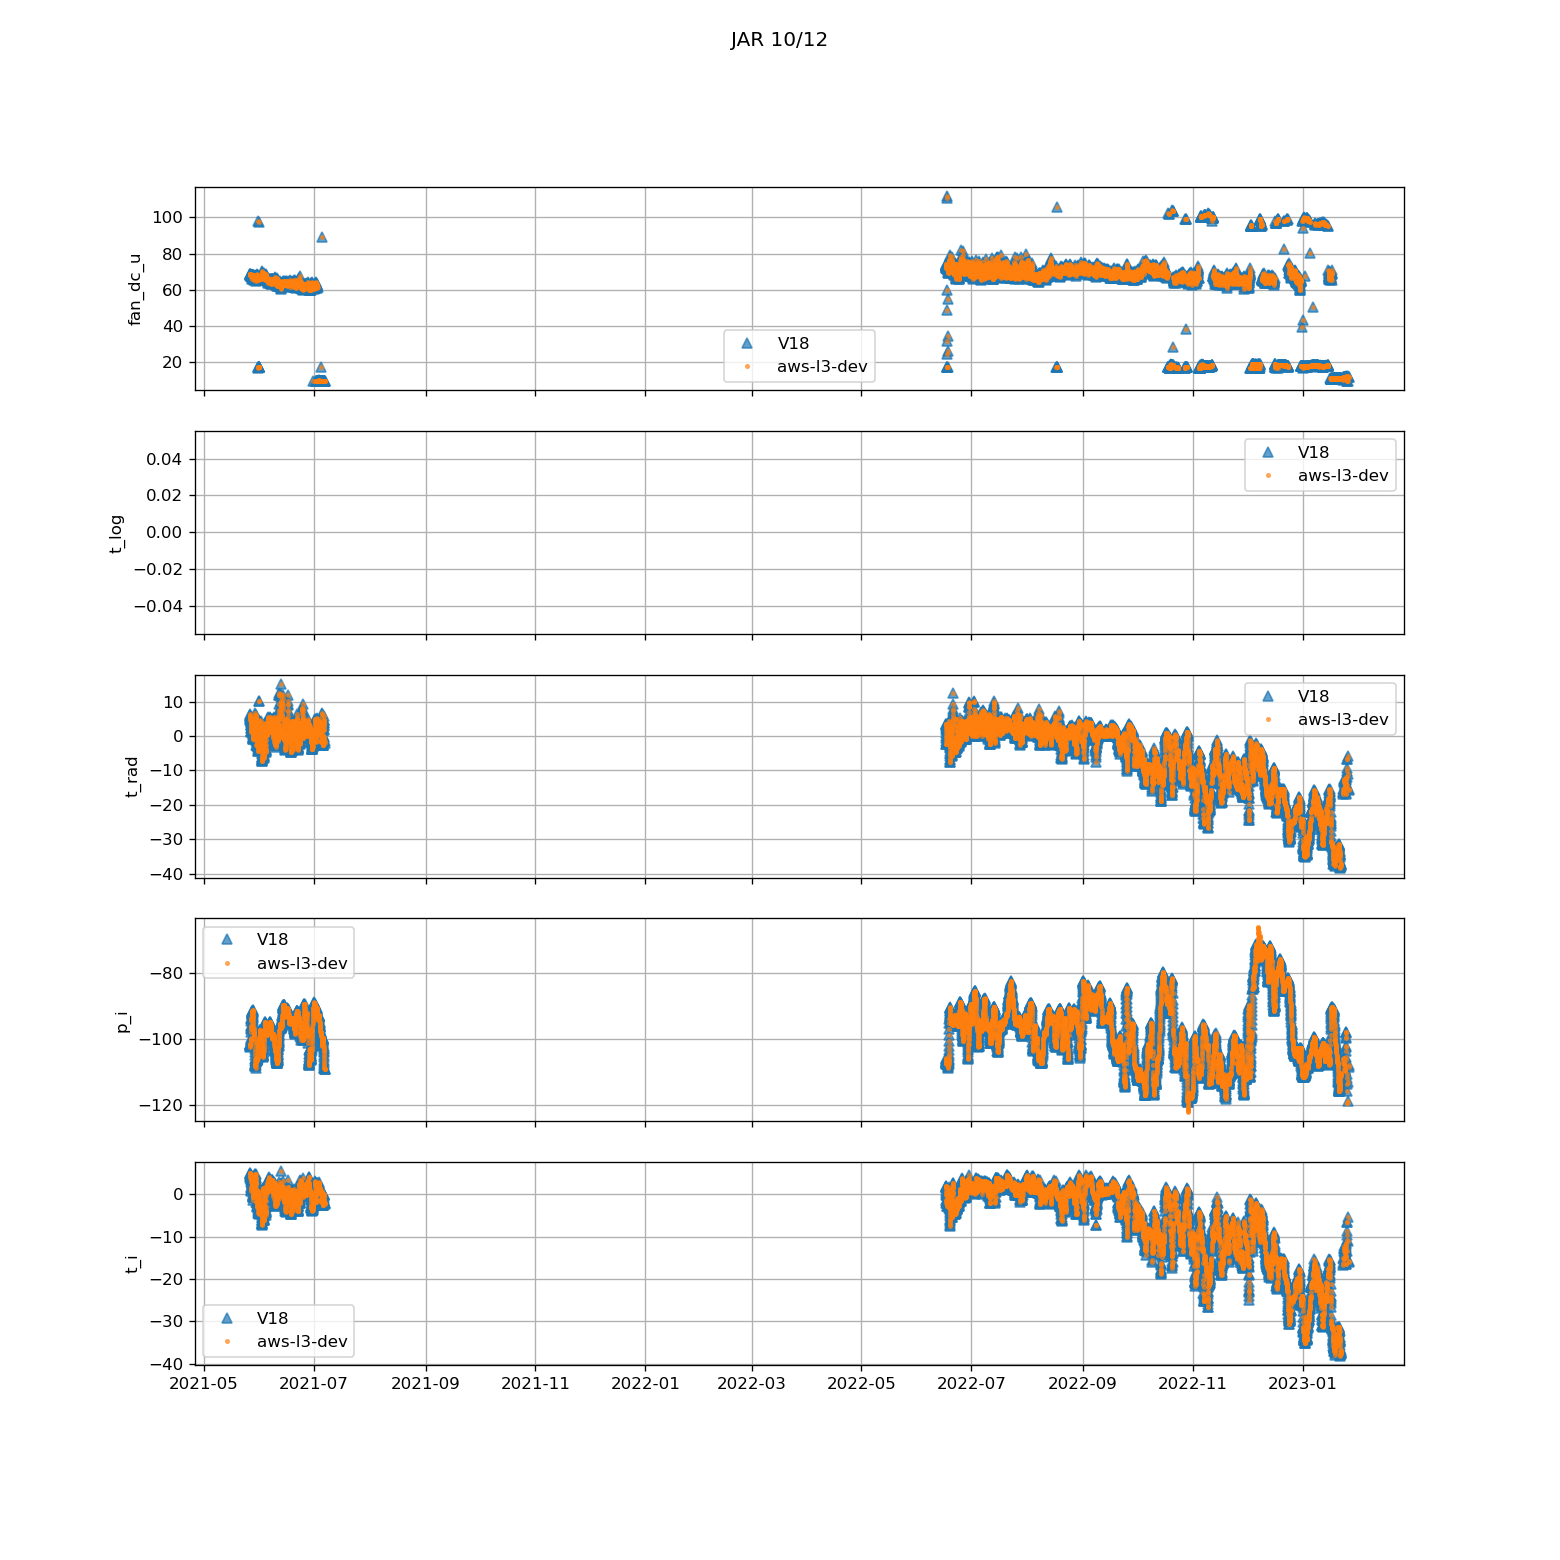 JAR 10/12
fan_dc_u
100
80
60
40
20
V18
aws-l3-dev
t_log
0.04
0.02
0.00
−0.02
−0.04
V18
aws-l3-dev
t_rad
10
0
−10
−20
−30
−40
V18
aws-l3-dev
p_i
−80
−100
−120
V18
aws-l3-dev
t_i
0
−10
−20
−30
−40
V18
aws-l3-dev
2021-05 2021-07 2021-09 2021-11 2022-01 2022-03 2022-05 2022-07 2022-09 2022-11 2023-01